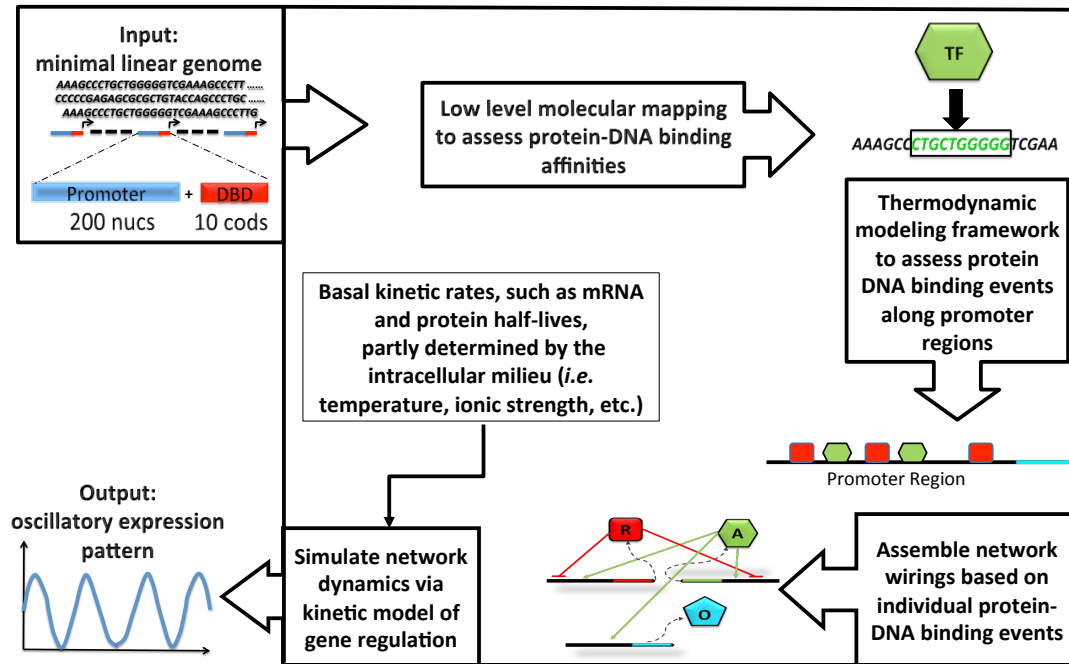 Input:
minimal linear genome
AAAGCCCTGCTGGGGGTCGAAAGCCCTT ......
CCCCCGAGAGCGCGCTGTACCAGCCCTGC ......
AAAGCCCTGCTGGGGGTCGAAAGCCCTTG
Promoter + DBD
200 nucs 10 cods
Low level molecular mapping
to assess protein-DNA binding
affinities
TF
AAAGCCCTGCTGGGGGTCGAA
Thermodynamic
modeling framework
to assess protein
DNA binding events
along promoter
regions
Basal kinetic rates, such as mRNA
and protein half-lives,
partly determined by the
intracellular milieu (i.e.
temperature, ionic strength, etc.)
Promoter Region
Assemble network
wirings based on
individual protein-
DNA binding events
R
A
O
Simulate network
dynamics via
kinetic model of
gene regulation
Output:
oscillatory expression
pattern